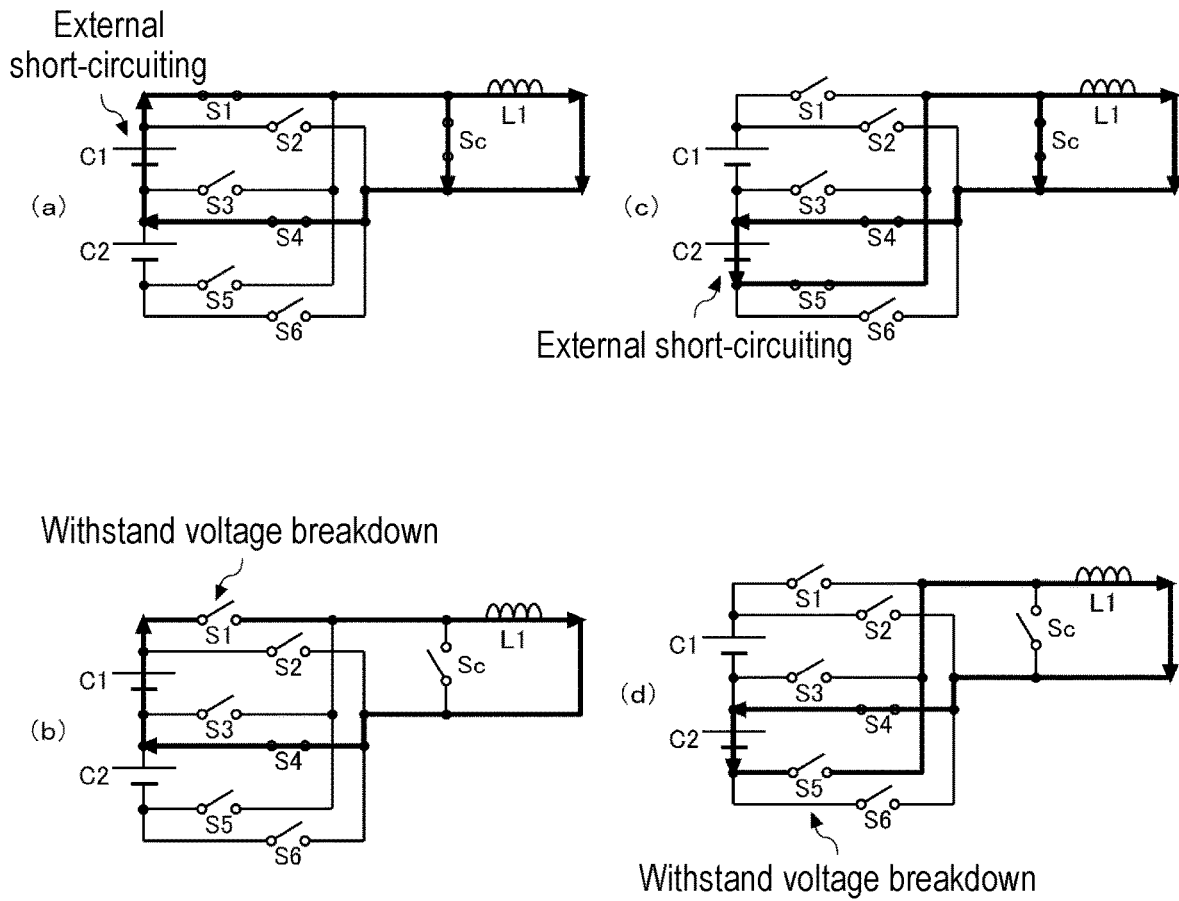 External
short-circuiting
S1
L1
S2
Sc
C1
S3
(a)
S4
C2
S5
S6
S1
L1
S2
Sc
C1
S3
(c)
S4
C2
S5
S6
External short-circuiting
Withstand voltage breakdown
S1
L1
S2
Sc
C1
S3
(b)
S4
C2
S5
S6
S1
L1
S2
Sc
C1
S3
(d)
S4
C2
S5
S6
Withstand voltage breakdown